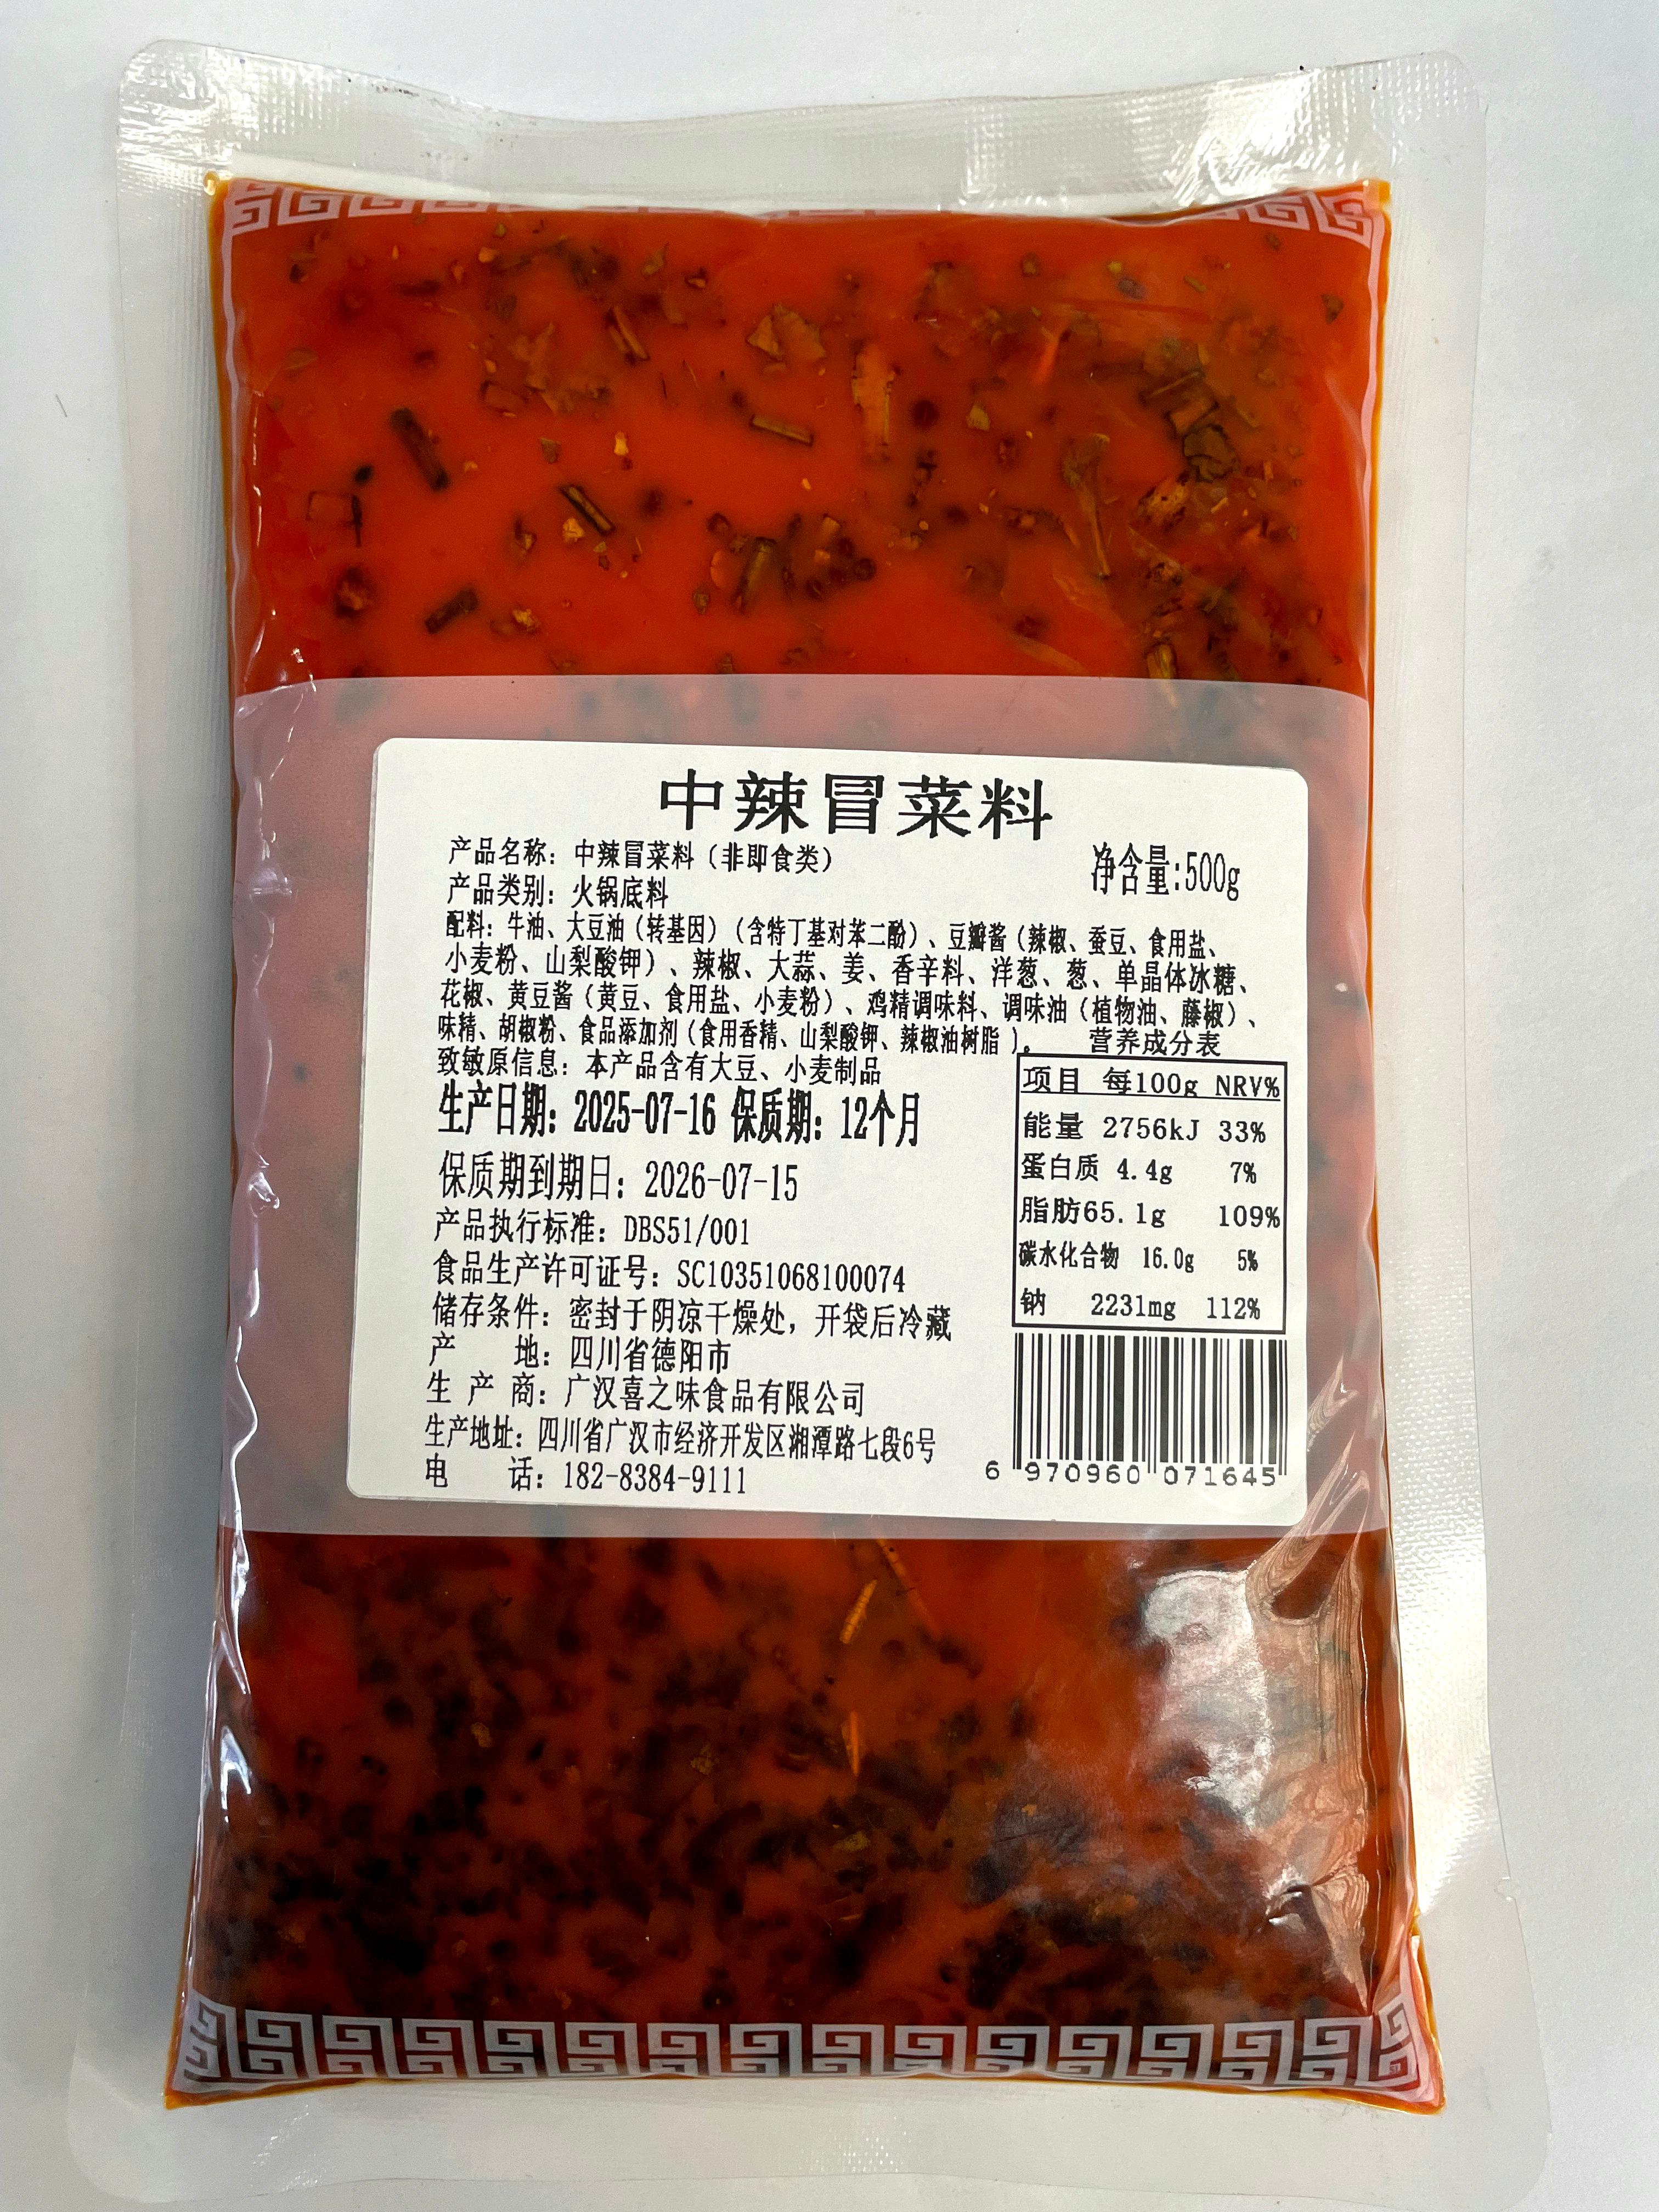 中辣冒菜料
产品名称：中辣冒菜料（非即食类）
净含量:500g
产品类别：火锅底料
配料：牛油、大豆油（转基因）（含特丁基对苯二酚）、豆瓣酱（辣椒、蚕豆、食用盐、
小麦粉、山梨酸钾）、辣椒、大蒜、姜、香辛料、洋葱、葱、单晶体冰糖、
花椒、黄豆酱（黄豆、食用盐、小麦粉）、鸡精调味料、调味油（植物油、藤椒）、
味精、胡椒粉、食品添加剂（食用香精、山梨酸钾、辣椒油树脂）。
致敏原信息：本产品含有大豆、小麦制品
生产日期：2025-07-16 保质期：12个月
保质期到期日：2026-07-15
产品执行标准：DBS51/001
食品生产许可证号：SC10351068100074
储存条件：密封于阴凉干燥处，开袋后冷藏
产 地：四川省德阳市
生 产 商：广汉喜之味食品有限公司
生产地址：四川省广汉市经济开发区湘潭路七段6号
电 话：182-8384-9111
营养成分表
项目 每100g NRV%
能量 2756kJ 33%
蛋白质 4.4g 7%
脂肪65.1g 109%
碳水化合物 16.0g 5%
钠 2231mg 112%
6 970960 071645